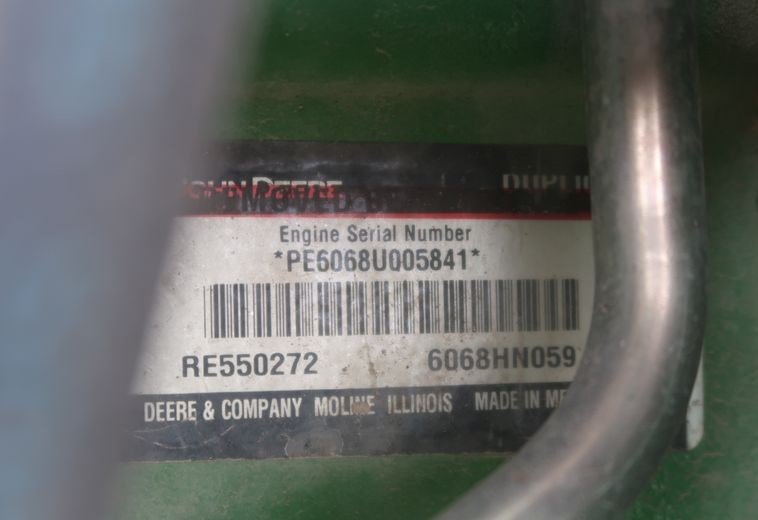 JOHN DEERE DUPLIC
Engine Serial Number
*PE6068U005841*
RE550272 6068HN059
DEERE & COMPANY MOLINE ILLINOIS MADE IN ME